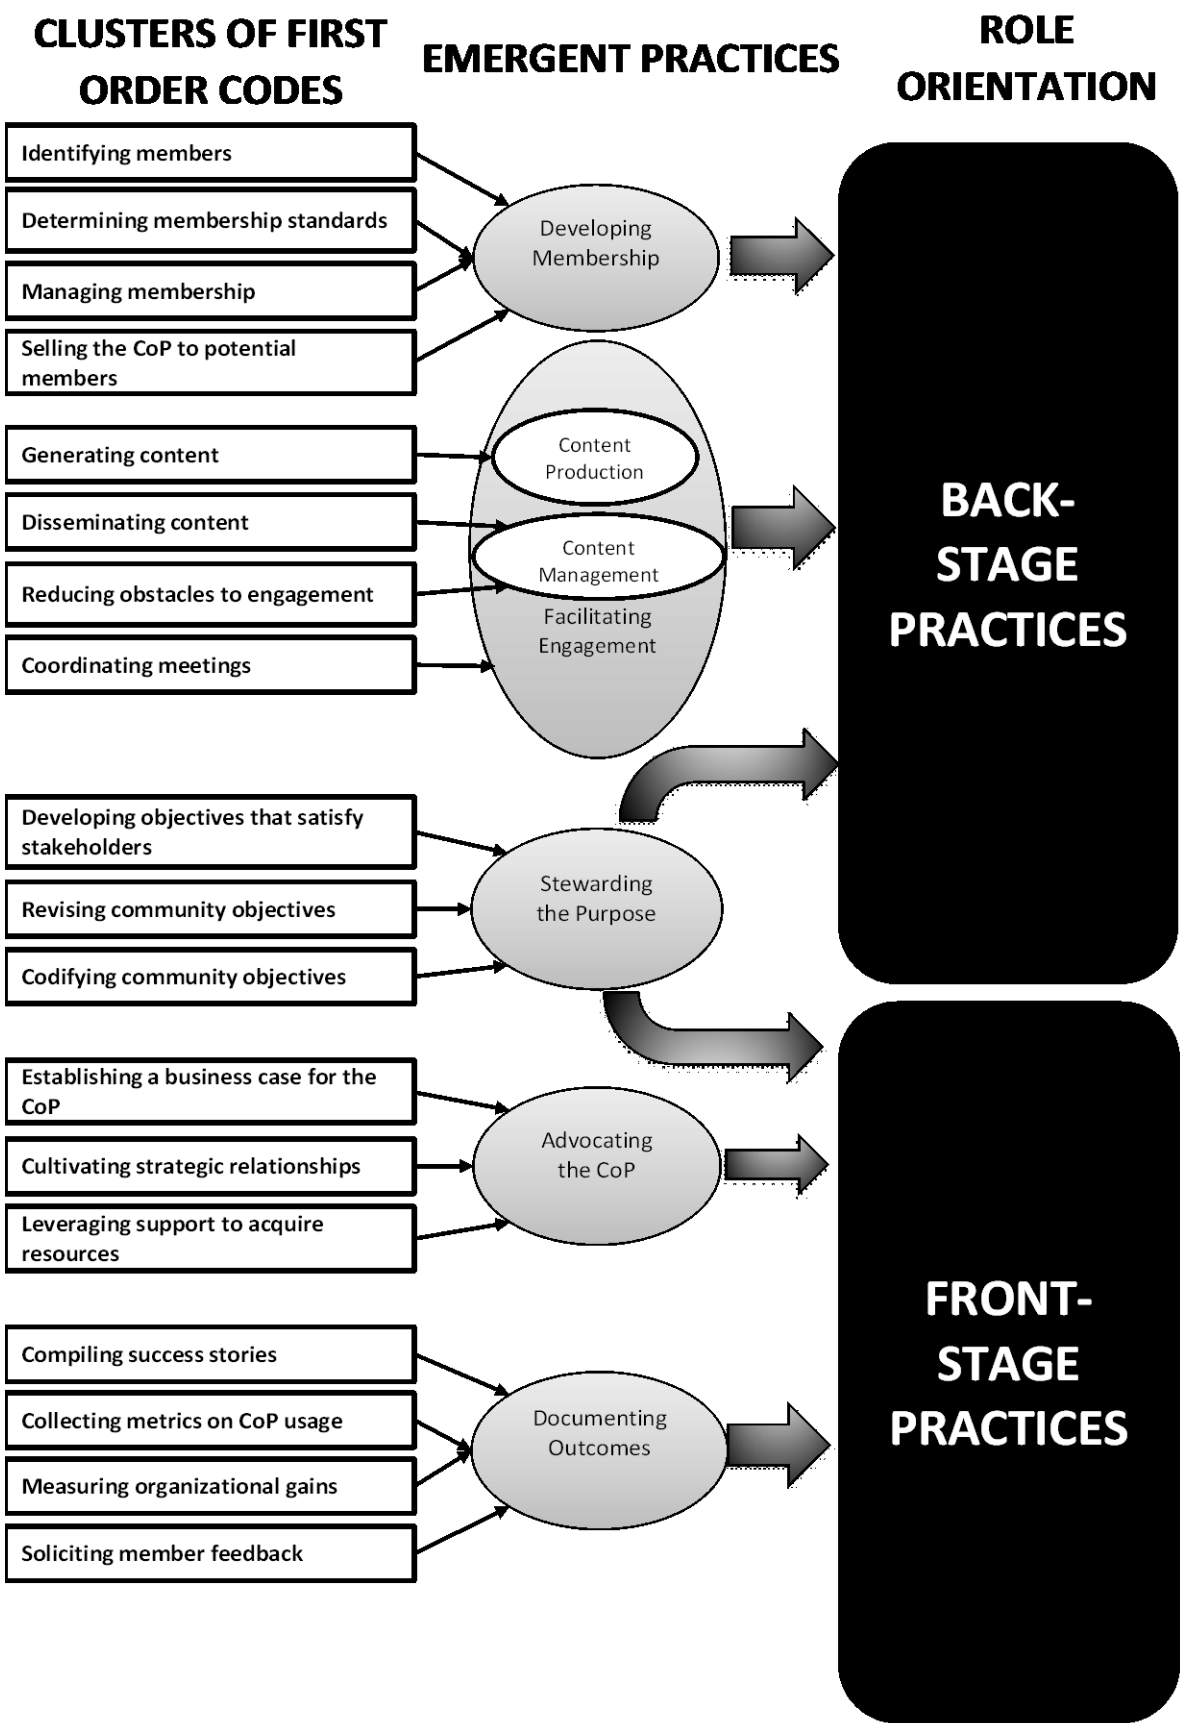 CLUSTERS OF FIRST
ORDER CODES
EMERGENT PRACTICES
ROLE
ORIENTATION
Identifying members
Determining membership standards
Managing membership
Selling the CoP to potential
members
Developing
Membership
Generating content
Disseminating content
Reducing obstacles to engagement
Coordinating meetings
Content
Production
Content
Management
Facilitating
Engagement
BACK-
STAGE
PRACTICES
Developing objectives that satisfy
stakeholders
Revising community objectives
Codifying community objectives
Stewarding
the Purpose
Establishing a business case for the
CoP
Cultivating strategic relationships
Leveraging support to acquire
resources
Advocating
the CoP
Compiling success stories
Collecting metrics on CoP usage
Measuring organizational gains
Soliciting member feedback
Documenting
Outcomes
FRONT-
STAGE
PRACTICES